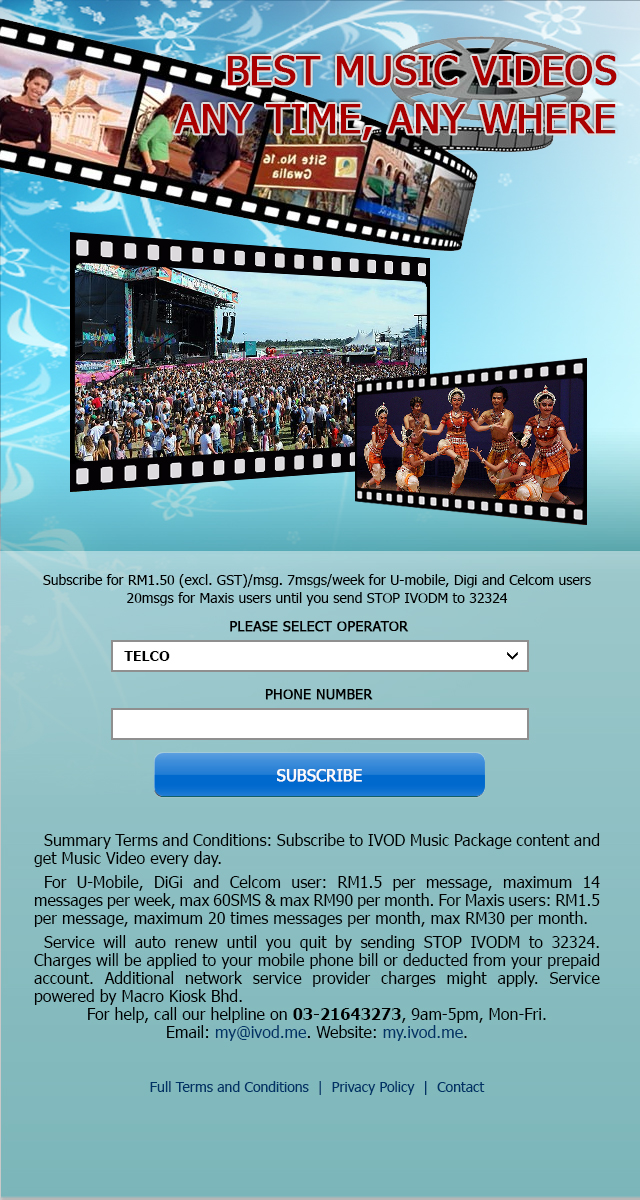 BEST MUSIC VIDEOS
ANY TIME, ANY WHERE
Site No.16
Gwalia
Subscribe for RM1.50 (excl. GST)/msg. 7msgs/week for U-mobile, Digi and Celcom users
20msgs for Maxis users until you send STOP IVODM to 32324
PLEASE SELECT OPERATOR
TELCO
PHONE NUMBER
SUBSCRIBE
Summary Terms and Conditions: Subscribe to IVOD Music Package content and
get Music Video every day.
For U-Mobile, DiGi and Celcom user: RM1.5 per message, maximum 14
messages per week, max 60SMS & max RM90 per month. For Maxis users: RM1.5
per message, maximum 20 times messages per month, max RM30 per month.
Service will auto renew until you quit by sending STOP IVODM to 32324.
Charges will be applied to your mobile phone bill or deducted from your prepaid
account. Additional network service provider charges might apply. Service
powered by Macro Kiosk Bhd.
For help, call our helpline on 03-21643273, 9am-5pm, Mon-Fri.
Email: my@ivod.me. Website: my.ivod.me.
Full Terms and Conditions | Privacy Policy | Contact